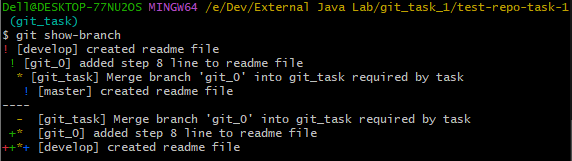 Dell@DESKTOP-77NU2OS MINGW64 /e/Dev/External Java Lab/git_task_1/test-repo-task-1
(git_task)
$ git show-branch
! [develop] created readme file
 ! [git_0] added step 8 line to readme file
  * [git_task] Merge branch 'git_0' into git_task required by task
   ! [master] created readme file
----
  -  [git_task] Merge branch 'git_0' into git_task required by task
 +*  [git_0] added step 8 line to readme file
++*+ [develop] created readme file